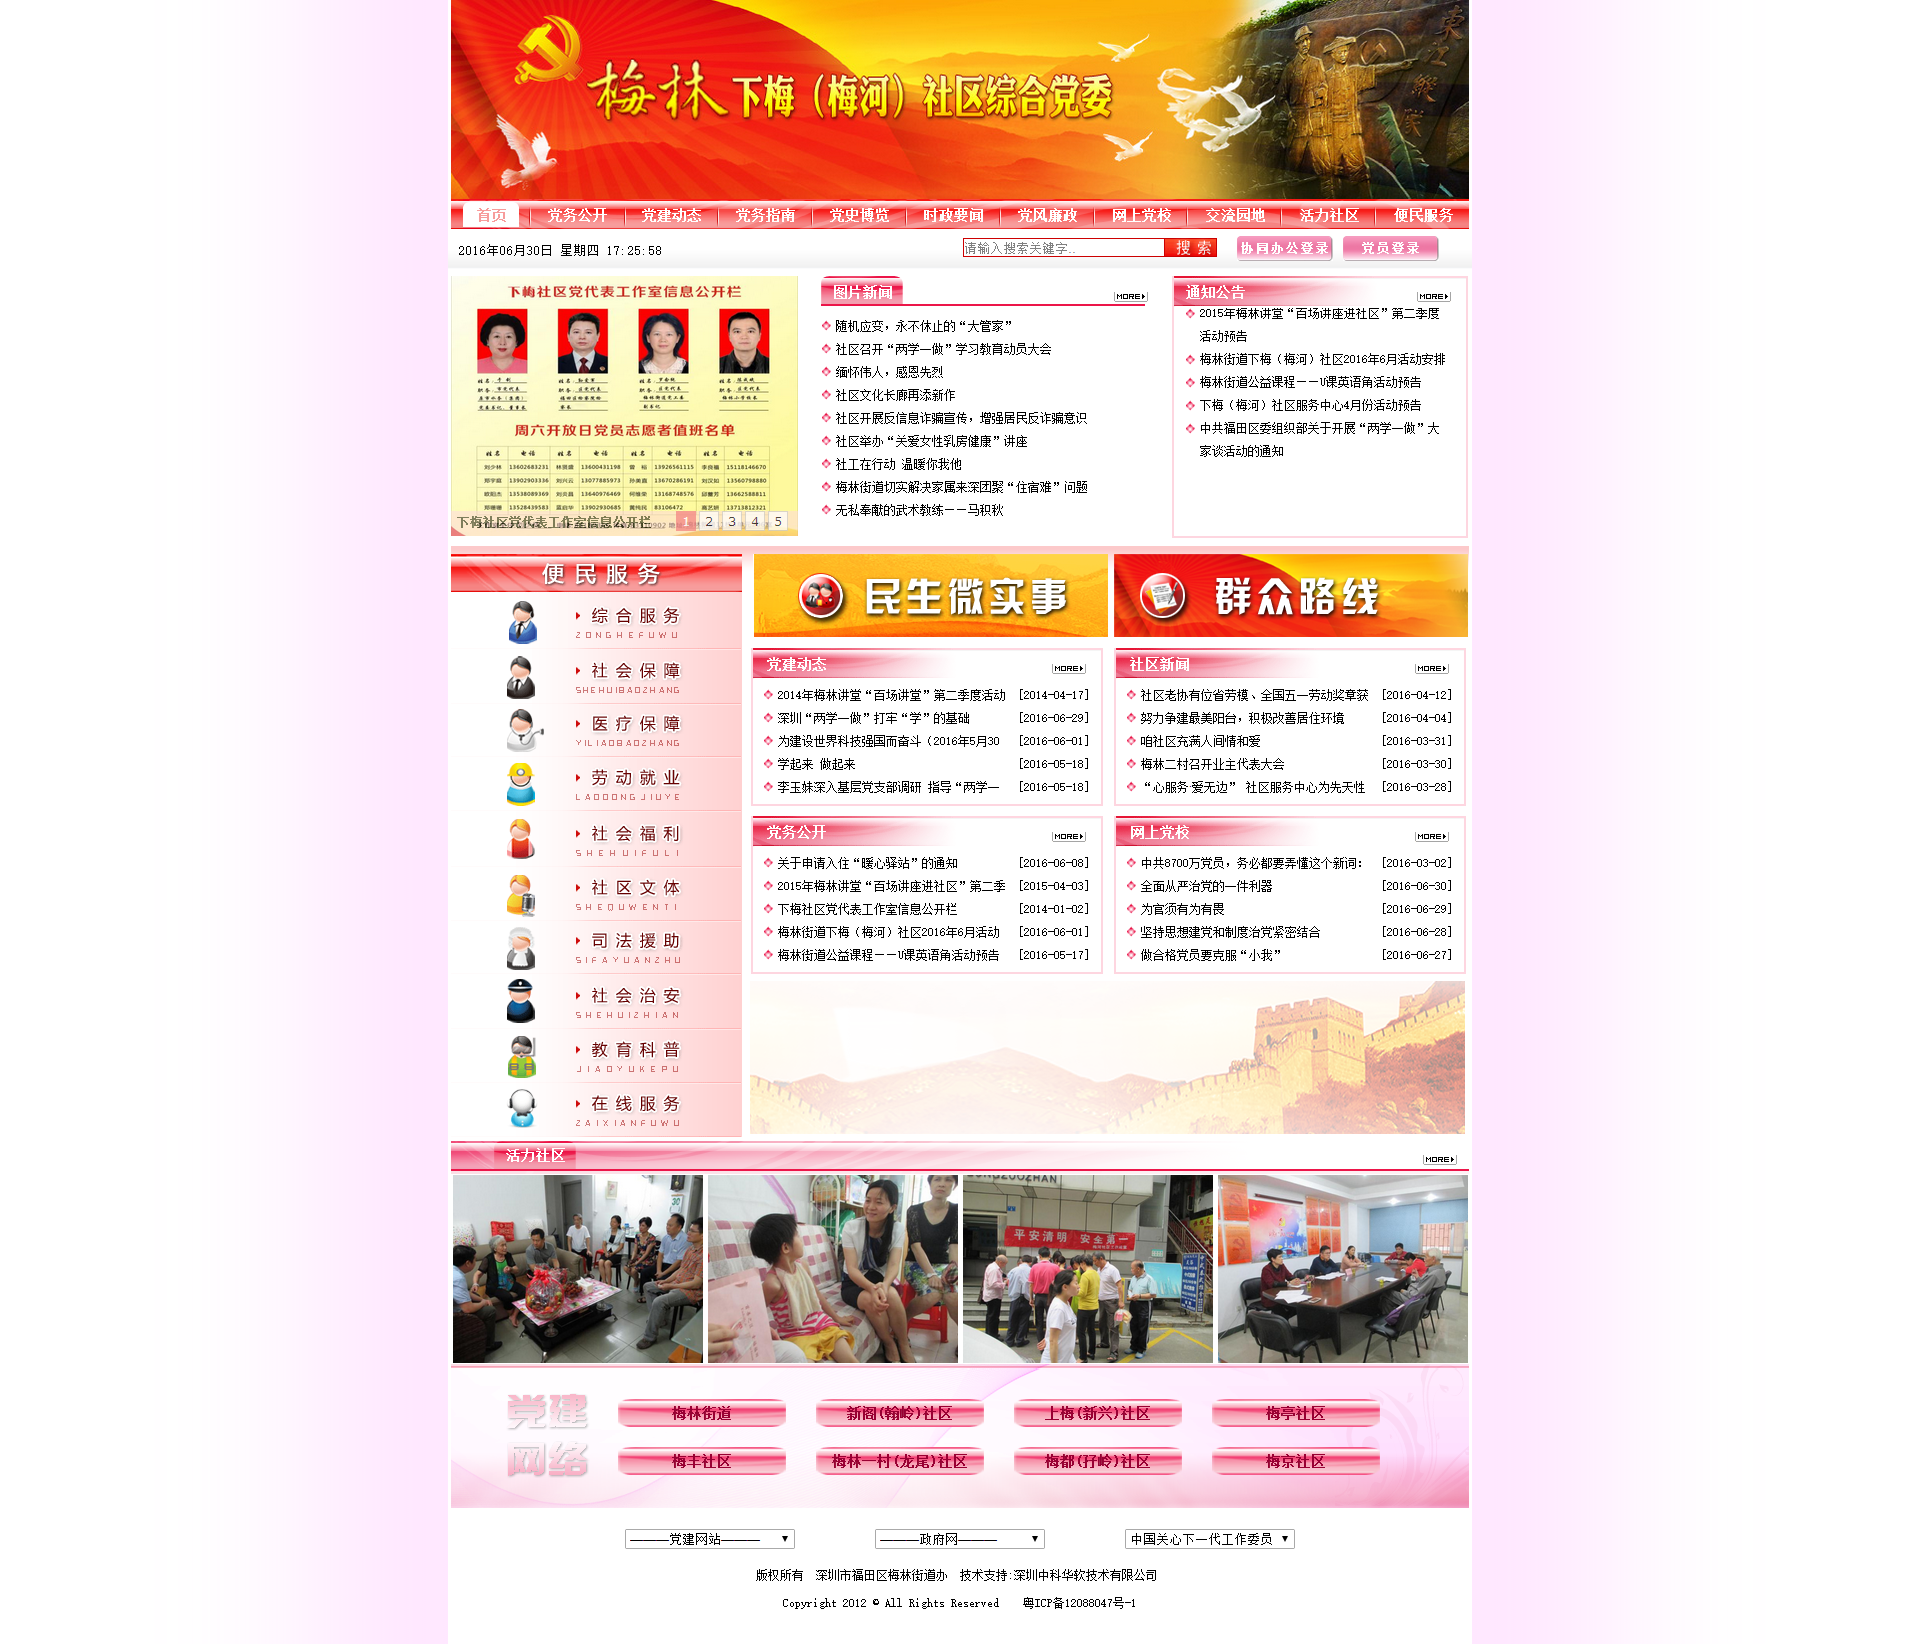 梅林下梅（梅河）社区综合党委
首页 党务公开 党建动态 党务指南 党史博览 时政要闻 党风廉政 网上党校 交流园地 活力社区 便民服务
2016年06月30日 星期四 17:25:58
请输入搜索关键字..
搜 索
协同办公登录
党员登录
下梅社区党代表工作室信息公开栏
周六开放日党员志愿者值班名单
下梅社区党代表工作室信息公开栏
1 2 3 4 5
图片新闻
MORE
随机应变，永不休止的“大管家”
社区召开“两学一做”学习教育动员大会
缅怀伟人，感恩先烈
社区文化长廊再添新作
社区开展反信息诈骗宣传，增强居民反诈骗意识
社区举办“关爱女性乳房健康”讲座
社工在行动 温暖你我他
梅林街道切实解决家属来深团聚“住宿难”问题
无私奉献的武术教练——马积秋
通知公告
MORE
2015年梅林讲堂“百场讲座进社区”第二季度
活动预告
梅林街道下梅（梅河）社区2016年6月活动安排
梅林街道公益课程——U课英语角活动预告
下梅（梅河）社区服务中心4月份活动预告
中共福田区委组织部关于开展“两学一做”大
家谈活动的通知
便民服务
综合服务
ZONGHEFUWU
社会保障
SHEHUIBAOZHANG
医疗保障
YILIAOBAOZHANG
劳动就业
LAODONGJIUYE
社会福利
SHEHUIFULI
社区文体
SHEQUWENTI
司法援助
SIFAYUANZHU
社会治安
SHEHUIZHIAN
教育科普
JIAOYUKEPU
在线服务
ZAIXIANFUWU
民生微实事
群众路线
党建动态
MORE
2014年梅林讲堂“百场讲堂”第二季度活动 [2014-04-17]
深圳“两学一做”打牢“学”的基础 [2016-06-29]
为建设世界科技强国而奋斗（2016年5月30 [2016-06-01]
学起来 做起来 [2016-05-18]
李玉妹深入基层党支部调研 指导“两学一 [2016-05-18]
社区新闻
MORE
社区老协有位省劳模、全国五一劳动奖章获 [2016-04-12]
努力争建最美阳台，积极改善居住环境 [2016-04-04]
咱社区充满人间情和爱 [2016-03-31]
梅林二村召开业主代表大会 [2016-03-30]
“心服务·爱无边” 社区服务中心为先天性 [2016-03-28]
党务公开
MORE
关于申请入住“暖心驿站”的通知 [2016-06-08]
2015年梅林讲堂“百场讲座进社区”第二季 [2015-04-03]
下梅社区党代表工作室信息公开栏 [2014-01-02]
梅林街道下梅（梅河）社区2016年6月活动 [2016-06-01]
梅林街道公益课程——U课英语角活动预告 [2016-05-17]
网上党校
MORE
中共8700万党员，务必都要弄懂这个新词： [2016-03-02]
全面从严治党的一件利器 [2016-06-30]
为官须有为有畏 [2016-06-29]
坚持思想建党和制度治党紧密结合 [2016-06-28]
做合格党员要克服“小我” [2016-06-27]
活力社区
MORE
平安清明 安全第一
党建网络
梅林街道 新阁(翰岭)社区 上梅(新兴)社区 梅亭社区
梅丰社区 梅林一村(龙尾)社区 梅都(孖岭)社区 梅京社区
———党建网站———
———政府网———
中国关心下一代工作委员
版权所有 深圳市福田区梅林街道办 技术支持:深圳中科华软技术有限公司
Copyright 2012 © All Rights Reserved 粤ICP备12088047号-1